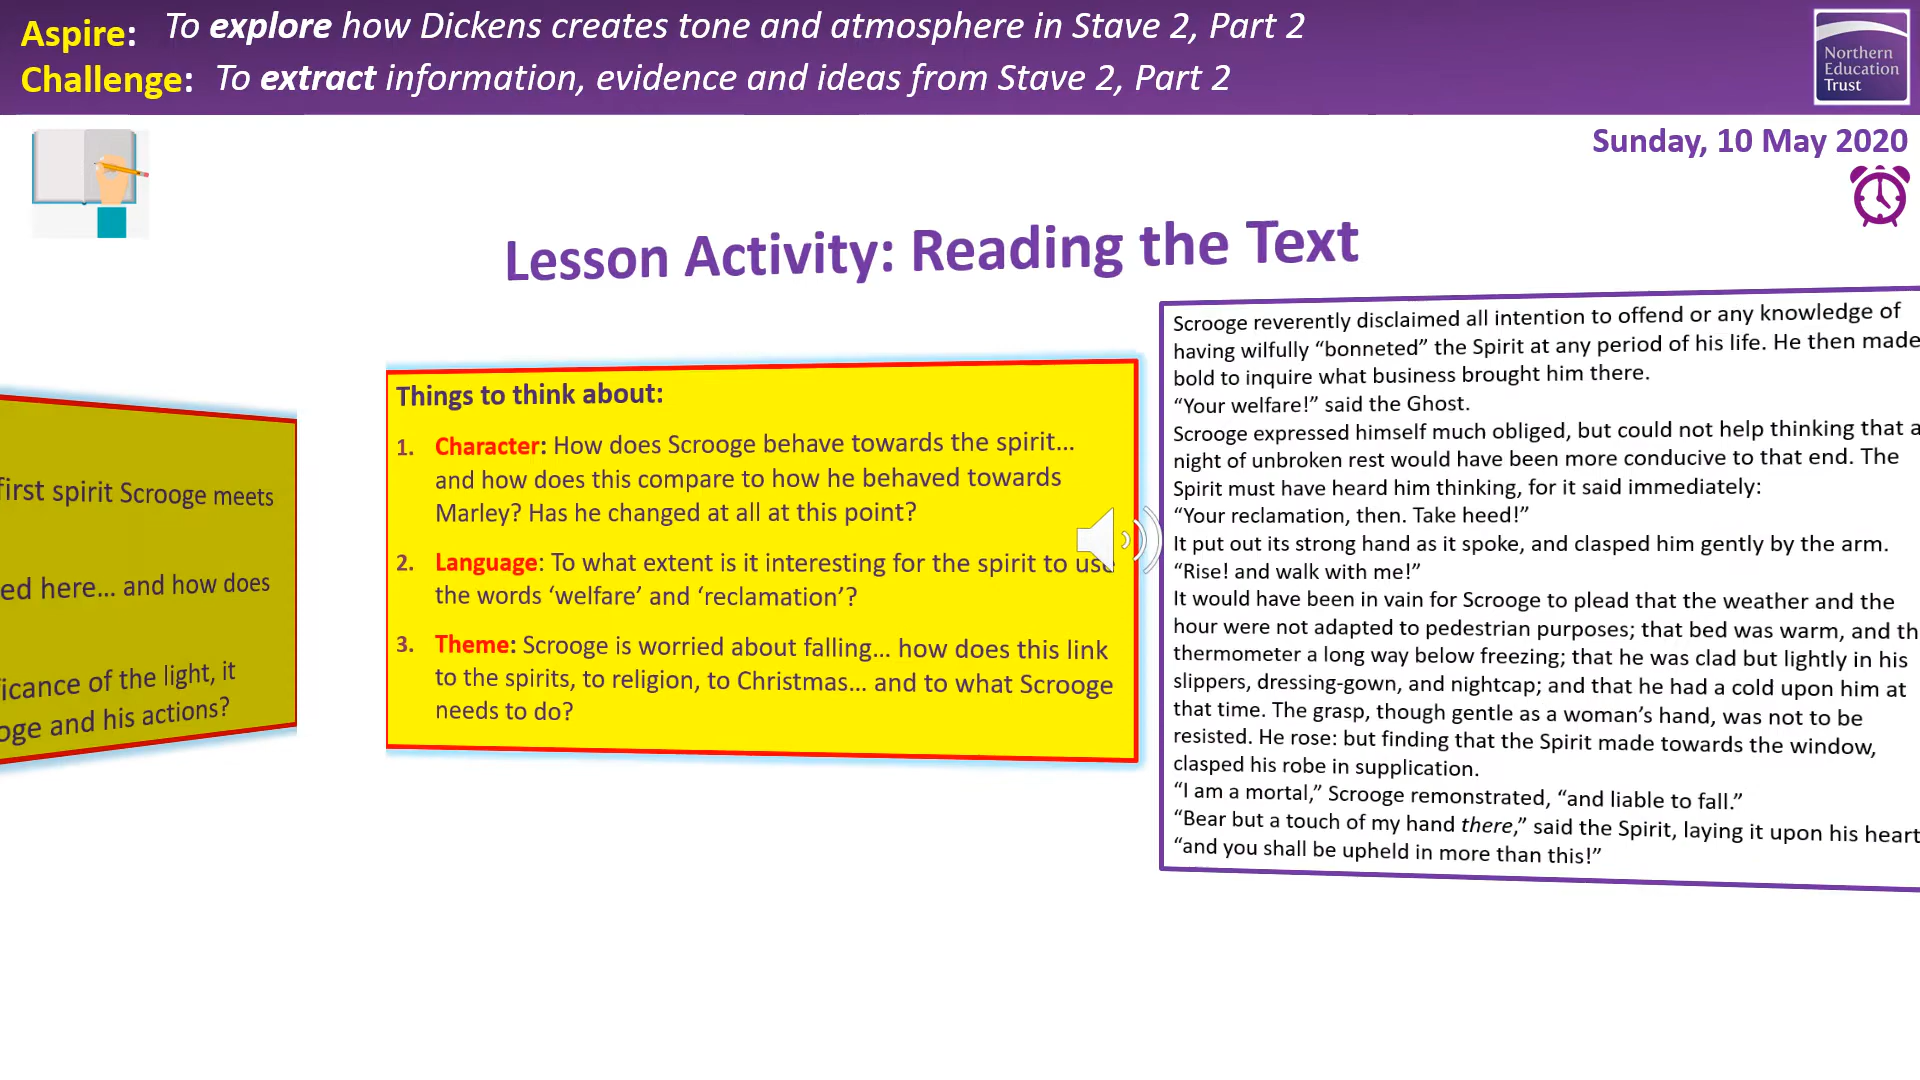 Aspire: To explore how Dickens creates tone and atmosphere in Stave 2, Part 2
Challenge: To extract information, evidence and ideas from Stave 2, Part 2
Northern
Education
Trust
Sunday, 10 May 2020
Lesson Activity: Reading the Text
first spirit Scrooge meets
ed here... and how does
icance of the light, it
oge and his actions?
Things to think about:
1. Character: How does Scrooge behave towards the spirit...
and how does this compare to how he behaved towards
Marley? Has he changed at all at this point?
2. Language: To what extent is it interesting for the spirit to use
the words ‘welfare’ and ‘reclamation’?
3. Theme: Scrooge is worried about falling... how does this link
to the spirits, to religion, to Christmas... and to what Scrooge
needs to do?
Scrooge reverently disclaimed all intention to offend or any knowledge of
having wilfully “bonneted” the Spirit at any period of his life. He then made
bold to inquire what business brought him there.
“Your welfare!” said the Ghost.
Scrooge expressed himself much obliged, but could not help thinking that a
night of unbroken rest would have been more conducive to that end. The
Spirit must have heard him thinking, for it said immediately:
“Your reclamation, then. Take heed!”
It put out its strong hand as it spoke, and clasped him gently by the arm.
“Rise! and walk with me!”
It would have been in vain for Scrooge to plead that the weather and the
hour were not adapted to pedestrian purposes; that bed was warm, and th
thermometer a long way below freezing; that he was clad but lightly in his
slippers, dressing-gown, and nightcap; and that he had a cold upon him at
that time. The grasp, though gentle as a woman’s hand, was not to be
resisted. He rose: but finding that the Spirit made towards the window,
clasped his robe in supplication.
“I am a mortal,” Scrooge remonstrated, “and liable to fall.”
“Bear but a touch of my hand there,” said the Spirit, laying it upon his heart
“and you shall be upheld in more than this!”